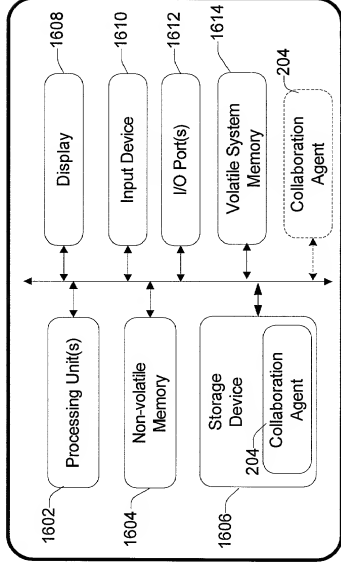 1602
Processing Unit(s)
1604
Non-volatile
Memory
1606
Storage
Device
204
Collaboration
Agent
1608
Display
1610
Input Device
1612
I/O Port(s)
1614
Volatile System
Memory
204
Collaboration
Agent